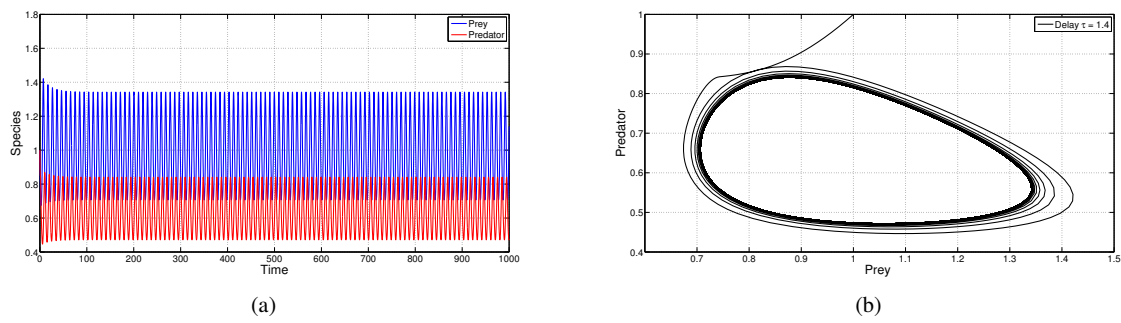 1.8
1.6
1.4
1.2
1
0.8
0.6
0.4
Species
0 100 200 300 400 500 600 700 800 900 1000
Time
Prey
Predator
(a)
1
0.9
0.8
0.7
0.6
0.5
0.4
Predator
0.7 0.8 0.9 1 1.1 1.2 1.3 1.4 1.5
Prey
Delay τ = 1.4
(b)